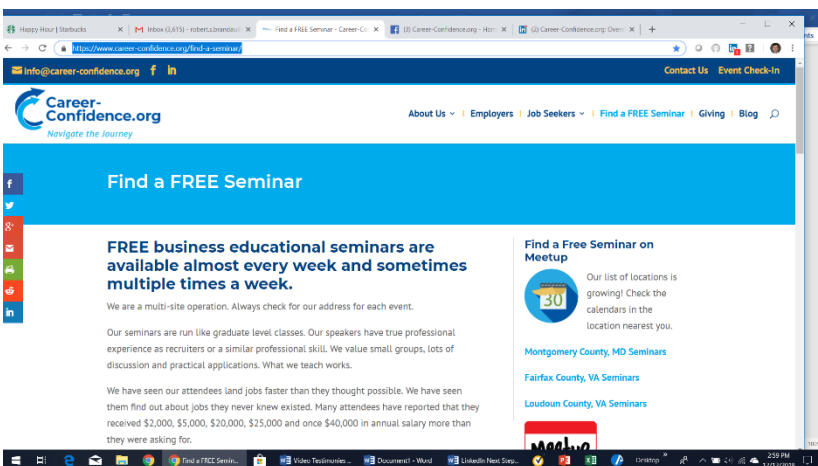 Happy Hour | Starbucks
Inbox (3,615) - robert.s.brandau
Find a FREE Seminar - Career-Co
(2) Career-Confidence.org - Hom
(2) Career-Confidence.org: Over
https://www.career-confidence.org/find-a-seminar/
info@career-confidence.org
Contact Us Event Check-In
Career-
Confidence.org
Navigate the Journey
About Us Employers Job Seekers Find a FREE Seminar Giving Blog
Find a FREE Seminar
FREE business educational seminars are
available almost every week and sometimes
multiple times a week.
We are a multi-site operation. Always check for our address for each event.
Our seminars are run like graduate level classes. Our speakers have true professional
experience as recruiters or a similar professional skill. We value small groups, lots of
discussion and practical applications. What we teach works.
We have seen our attendees land jobs faster than they thought possible. We have seen
them find out about jobs they never knew existed. Many attendees have reported that they
received $2,000, $5,000, $20,000, $25,000 and once $40,000 in annual salary more than
they were asking for.
Find a Free Seminar on
Meetup
30
Our list of locations is
growing! Check the
calendars in the
location nearest you.
Montgomery County, MD Seminars
Fairfax County, VA Seminars
Loudoun County, VA Seminars
Meetup
Find a FREE Semin...
Video Testimonies ...
Document1 - Word
LinkedIn Next Step...
Desktop
2:59 PM
12/12/2018